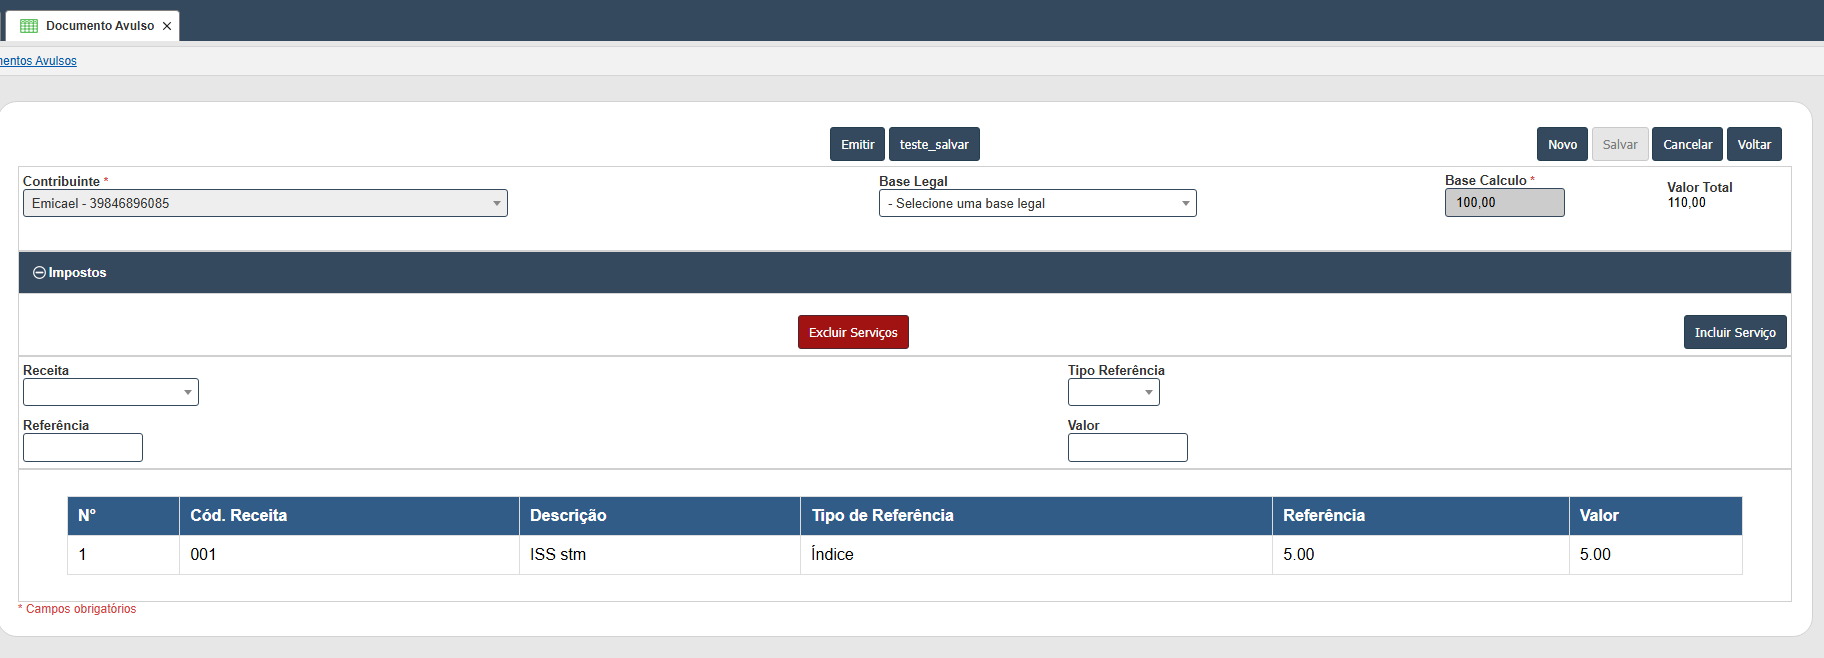 Documento Avulso
mentos Avulsos
Emitir teste_salvar Novo Salvar Cancelar Voltar
Contribuinte * Base Legal Base Calculo * Valor Total
Emicael - 39846896085 - Selecione uma base legal 100,00 110,00
Impostos
Excluir Serviços Incluir Serviço
Receita Tipo Referência
Referência Valor
N° Cód. Receita Descrição Tipo de Referência Referência Valor
1 001 ISS stm Índice 5.00 5.00
* Campos obrigatórios